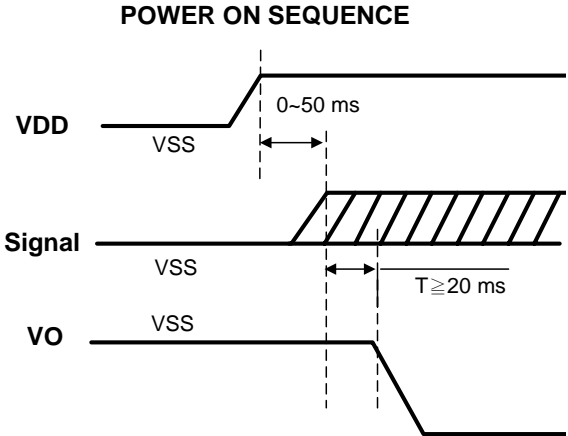 POWER ON SEQUENCE
0~50 ms
VDD
VSS
Signal
VSS
T≧20 ms
VSS
VO